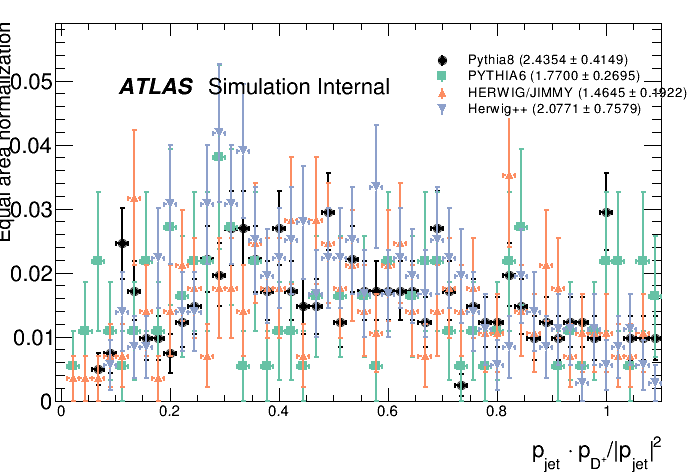 Equal area normalization
ATLAS Simulation Internal
Pythia8 (2.4354 ± 0.4149)
PYTHIA6 (1.7700 ± 0.2695)
HERWIG/JIMMY (1.4645 ± 0.1922)
Herwig++ (2.0771 ± 0.7579)
0.05
0.04
0.03
0.02
0.01
0
0 0.2 0.4 0.6 0.8 1
p_jet · p_D⁺/|p_jet|²